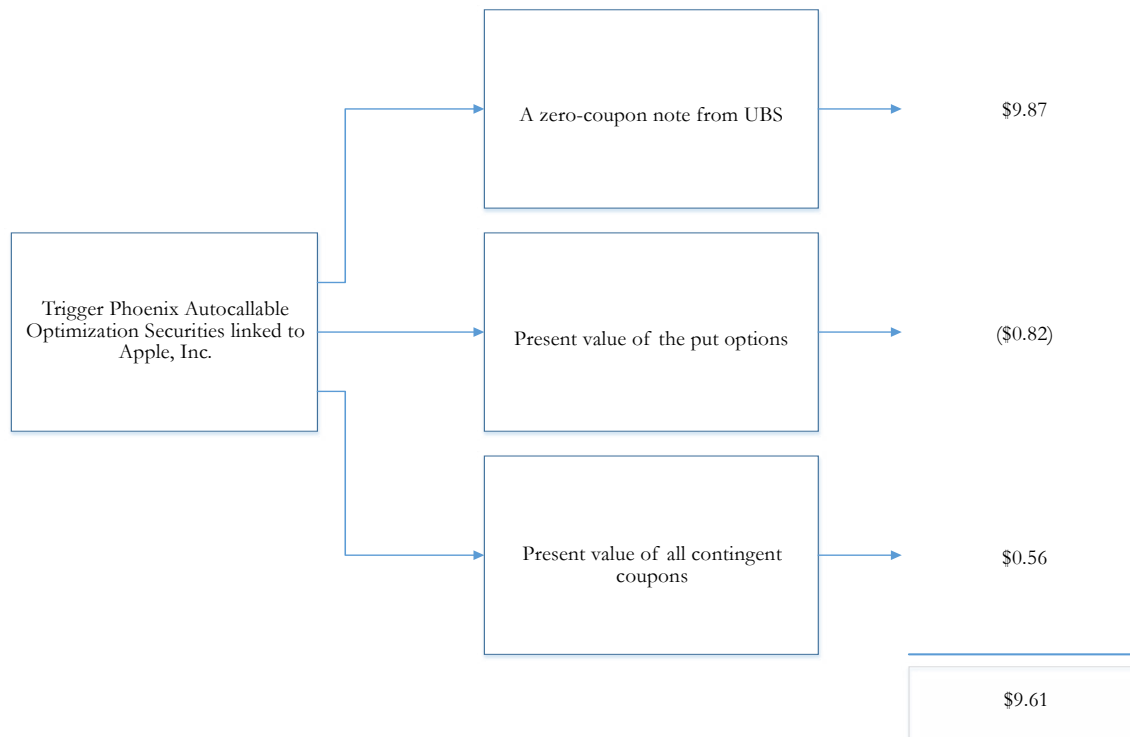 A zero-coupon note from UBS
$9.87
Trigger Phoenix Autocallable
Optimization Securities linked to
Apple, Inc.
Present value of the put options
($0.82)
Present value of all contingent
coupons
$0.56
$9.61